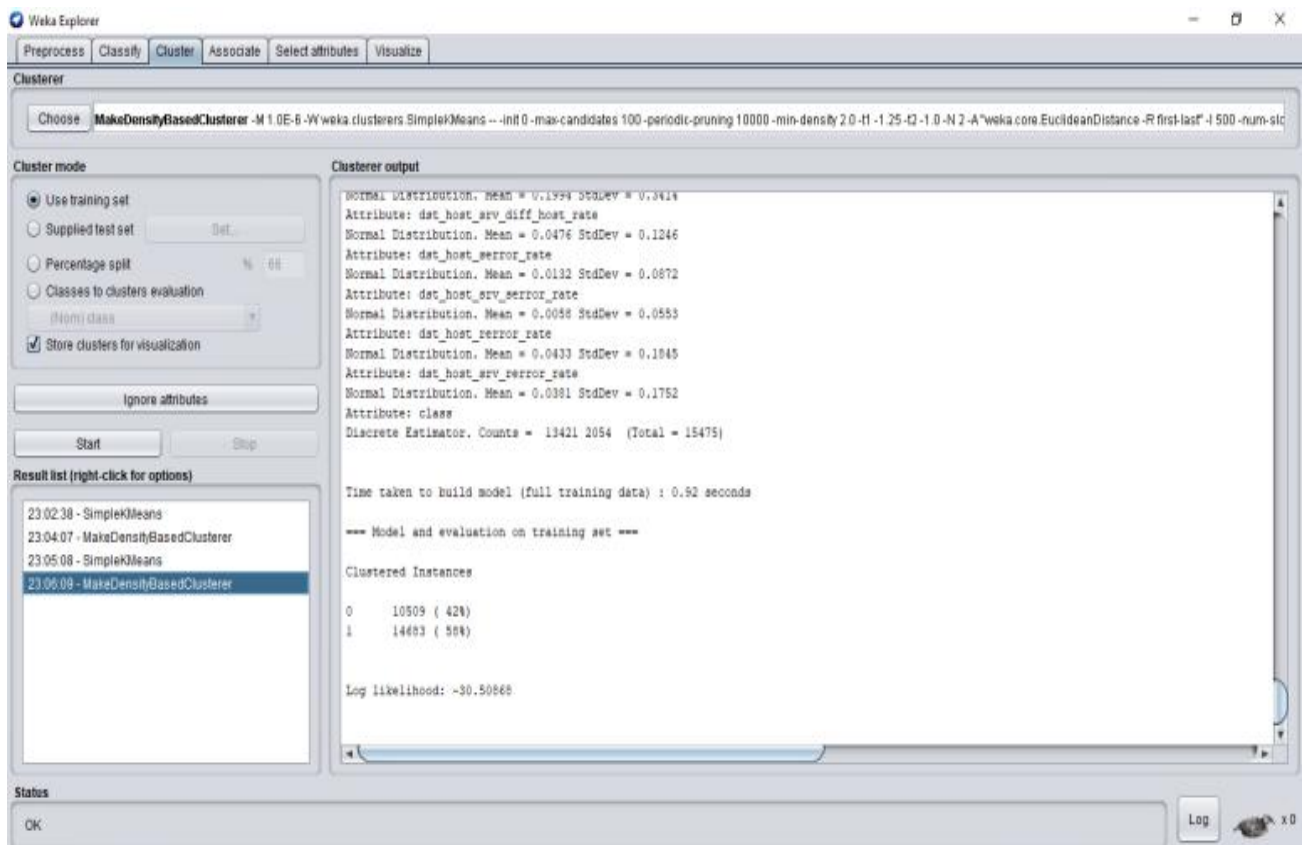 Weka Explorer
Preprocess Classify Cluster Associate Select attributes Visualize
Clusterer
Choose MakeDensityBasedClusterer -M 1.0E-6 -W weka.clusterers.SimpleKMeans -- -init 0 -max-candidates 100 -periodic-pruning 10000 -min-density 2.0 -t1 -1.25 -t2 -1.0 -N 2 -A "weka.core.EuclideanDistance -R first-last" -I 500 -num-slo
Cluster mode
Use training set
Supplied test set Set...
Percentage split % 66
Classes to clusters evaluation
(Nom) class
Store clusters for visualization
Ignore attributes
Start Stop
Result list (right-click for options)
23:02:38 - SimpleKMeans
23:04:07 - MakeDensityBasedClusterer
23:05:08 - SimpleKMeans
23:06:09 - MakeDensityBasedClusterer
Clusterer output
Normal Distribution. Mean = 0.1994 StdDev = 0.3414
Attribute: dst_host_srv_diff_host_rate
Normal Distribution. Mean = 0.0476 StdDev = 0.1246
Attribute: dst_host_serror_rate
Normal Distribution. Mean = 0.0132 StdDev = 0.0872
Attribute: dst_host_srv_serror_rate
Normal Distribution. Mean = 0.0058 StdDev = 0.0553
Attribute: dst_host_rerror_rate
Normal Distribution. Mean = 0.0433 StdDev = 0.1845
Attribute: dst_host_srv_rerror_rate
Normal Distribution. Mean = 0.0381 StdDev = 0.1752
Attribute: class
Discrete Estimator. Counts = 13421 2054 (Total = 15475)
Time taken to build model (full training data) : 0.92 seconds
=== Model and evaluation on training set ===
Clustered Instances
0 10509 ( 42%)
1 14683 ( 58%)
Log likelihood: -30.50868
Status
OK
Log x 0